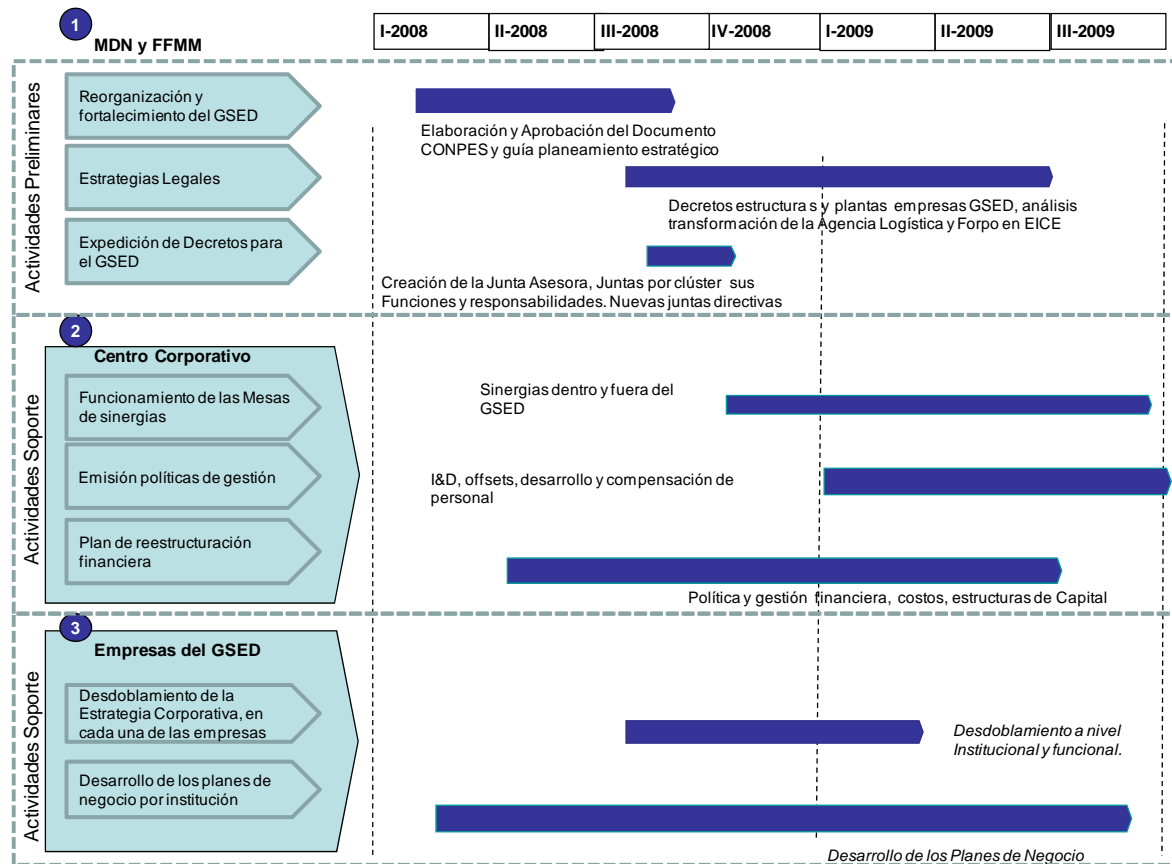 1
MDN y FFMM
I-2008 II-2008 III-2008 IV-2008 I-2009 II-2009 III-2009
Actividades Preliminares
Reorganización y
fortalecimiento del GSED
Elaboración y Aprobación del Documento
CONPES y guía planeamiento estratégico
Estrategias Legales
Decretos estructuras y plantas empresas GSED, análisis
transformación de la Agencia Logística y Forpo en EICE
Expedición de Decretos para
el GSED
Creación de la Junta Asesora, Juntas por clúster sus
Funciones y responsabilidades. Nuevas juntas directivas
2
Centro Corporativo
Actividades Soporte
Funcionamiento de las Mesas
de sinergias
Sinergias dentro y fuera del
GSED
Emisión políticas de gestión
I&D, offsets, desarrollo y compensación de
personal
Plan de reestructuración
financiera
Política y gestión financiera, costos, estructuras de Capital
3
Empresas del GSED
Actividades Soporte
Desdoblamiento de la
Estrategia Corporativa, en
cada una de las empresas
Desdoblamiento a nivel
Institucional y funcional.
Desarrollo de los planes de
negocio por institución
Desarrollo de los Planes de Negocio